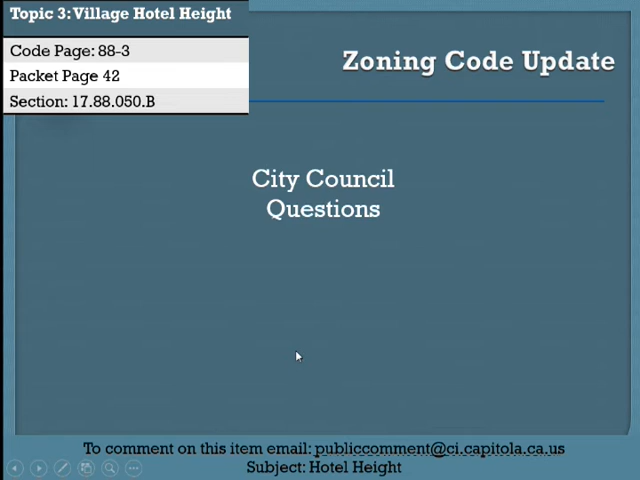 Topic 3: Village Hotel Height
Code Page: 88-3
Packet Page 42
Section: 17.88.050.B
Zoning Code Update
City Council
Questions
To comment on this item email: publiccomment@ci.capitola.ca.us
Subject: Hotel Height